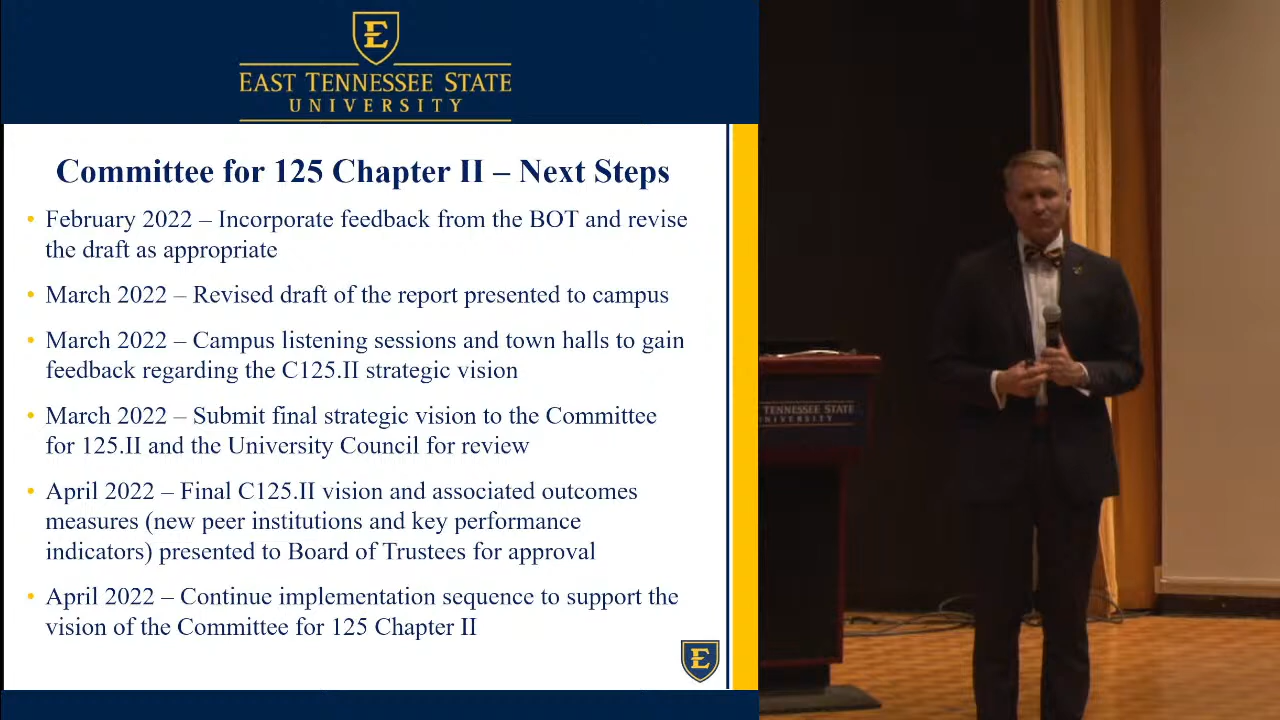 E
EAST TENNESSEE STATE
UNIVERSITY
Committee for 125 Chapter II – Next Steps
• February 2022 – Incorporate feedback from the BOT and revise
the draft as appropriate
• March 2022 – Revised draft of the report presented to campus
• March 2022 – Campus listening sessions and town halls to gain
feedback regarding the C125.II strategic vision
• March 2022 – Submit final strategic vision to the Committee
for 125.II and the University Council for review
• April 2022 – Final C125.II vision and associated outcomes
measures (new peer institutions and key performance
indicators) presented to Board of Trustees for approval
• April 2022 – Continue implementation sequence to support the
vision of the Committee for 125 Chapter II
E
TENNESSEE STATE
UNIVERSITY